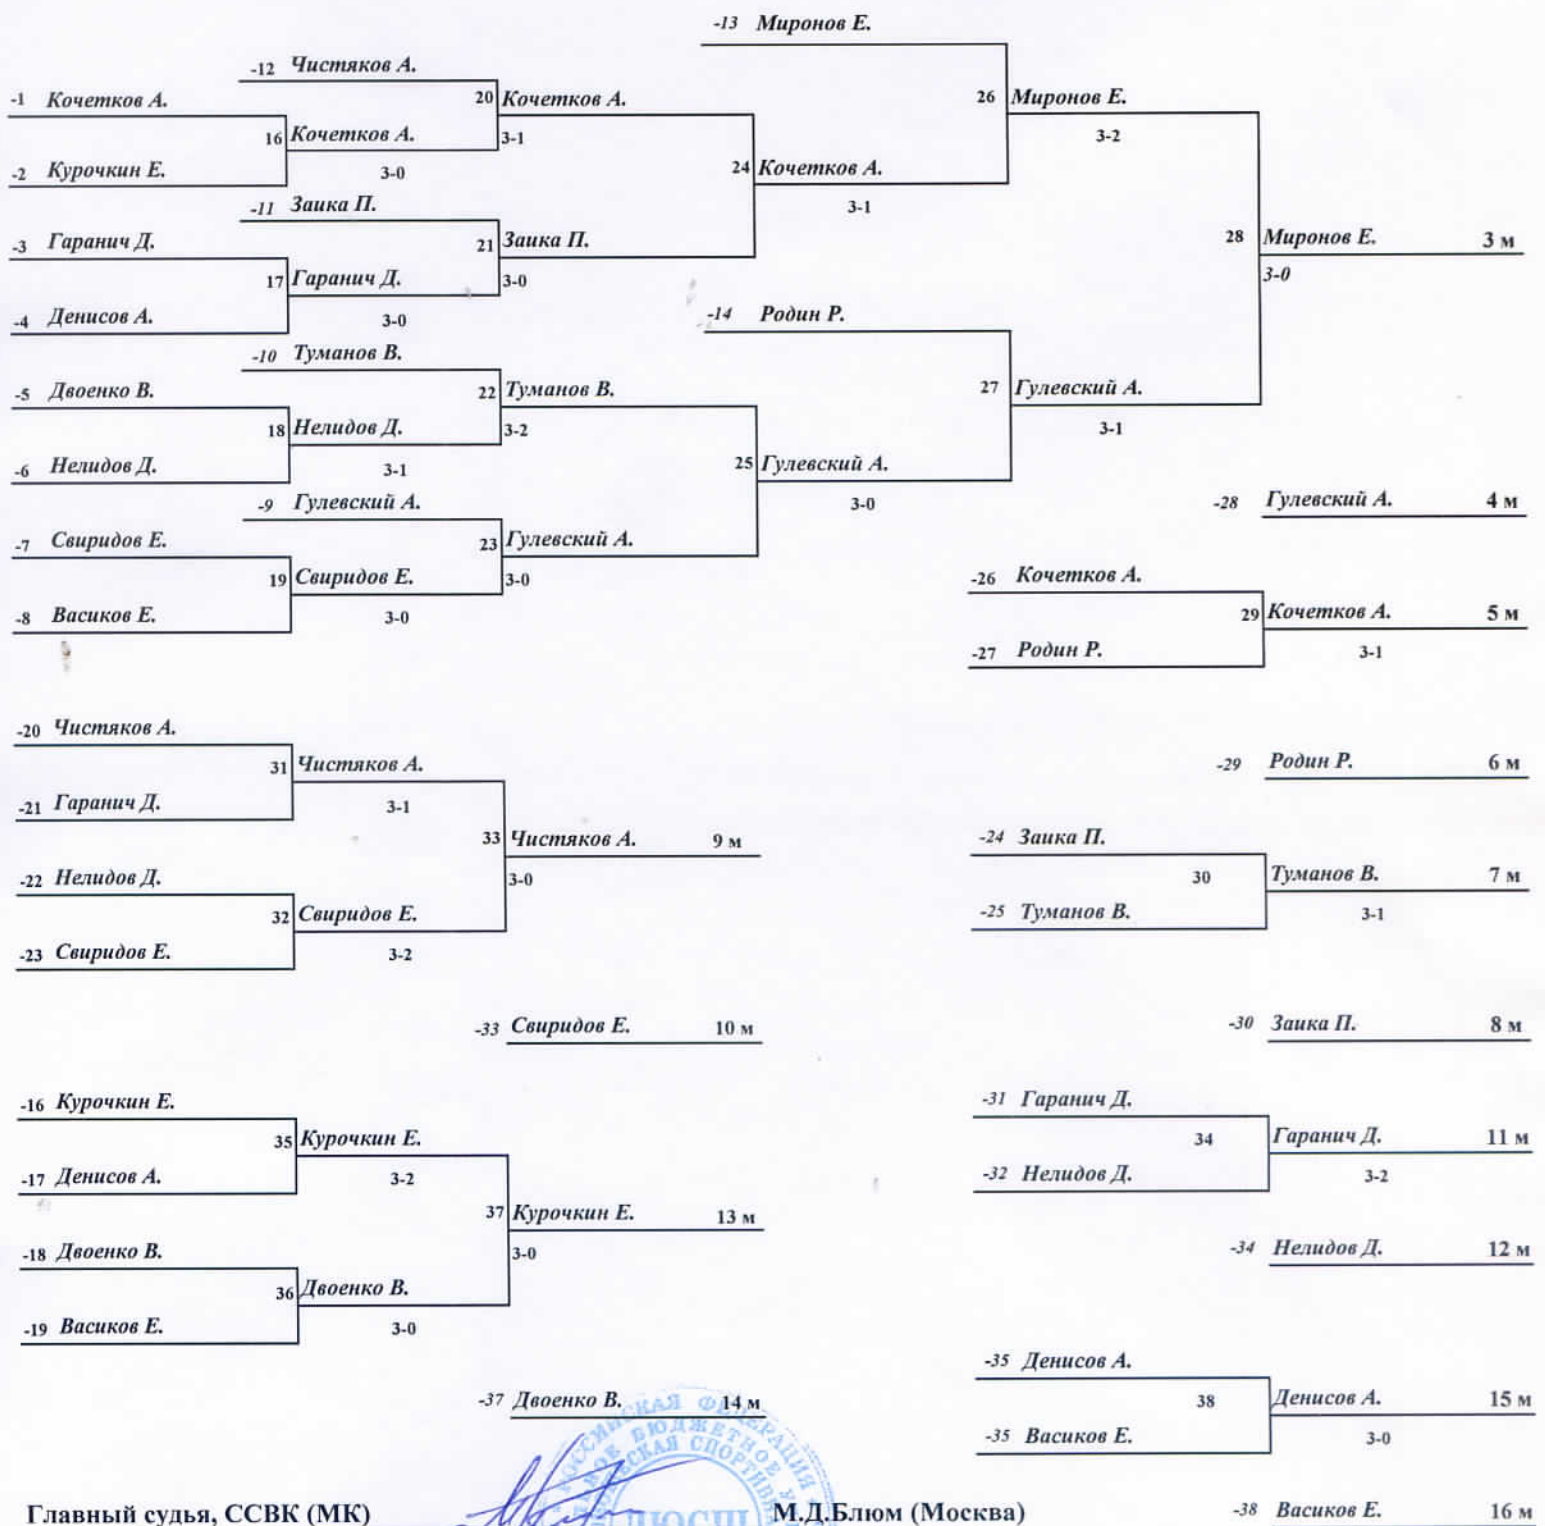 -13 Миронов Е.
-12 Чистяков А.
-1 Кочетков А.
20 Кочетков А.
26 Миронов Е.
16 Кочетков А.
3-1
3-2
-2 Курочкин Е.
3-0
24 Кочетков А.
-11 Заика П.
3-1
-3 Гаранич Д.
21 Заика П.
28 Миронов Е. 3 м
17 Гаранич Д.
3-0
3-0
-4 Денисов А.
3-0
-14 Родин Р.
-10 Туманов В.
-5 Двоенко В.
22 Туманов В.
27 Гулевский А.
18 Нелидов Д.
3-2
3-1
-6 Нелидов Д.
3-1
25 Гулевский А.
-9 Гулевский А.
3-0
-28 Гулевский А. 4 м
-7 Свиридов Е.
23 Гулевский А.
19 Свиридов Е.
3-0
-26 Кочетков А.
-8 Васиков Е.
3-0
29 Кочетков А. 5 м
-27 Родин Р.
3-1
-20 Чистяков А.
31 Чистяков А.
-29 Родин Р. 6 м
-21 Гаранич Д.
3-1
33 Чистяков А. 9 м
-24 Заика П.
-22 Нелидов Д.
3-0
30 Туманов В. 7 м
32 Свиридов Е.
-25 Туманов В.
3-1
-23 Свиридов Е.
3-2
-33 Свиридов Е. 10 м
-30 Заика П. 8 м
-16 Курочкин Е.
-31 Гаранич Д.
35 Курочкин Е.
34 Гаранич Д. 11 м
-17 Денисов А.
3-2
-32 Нелидов Д.
3-2
37 Курочкин Е. 13 м
-18 Двоенко В.
3-0
-34 Нелидов Д. 12 м
36 Двоенко В.
-19 Васиков Е.
3-0
-35 Денисов А.
-37 Двоенко В. 14 м
38 Денисов А. 15 м
-35 Васиков Е.
3-0
РОССИЙСКАЯ ФЕДЕРАЦИЯ
БЮДЖЕТНОЕ
ДЮСШ
Главный судья, ССВК (МК) М.Д.Блюм (Москва)
-38 Васиков Е. 16 м